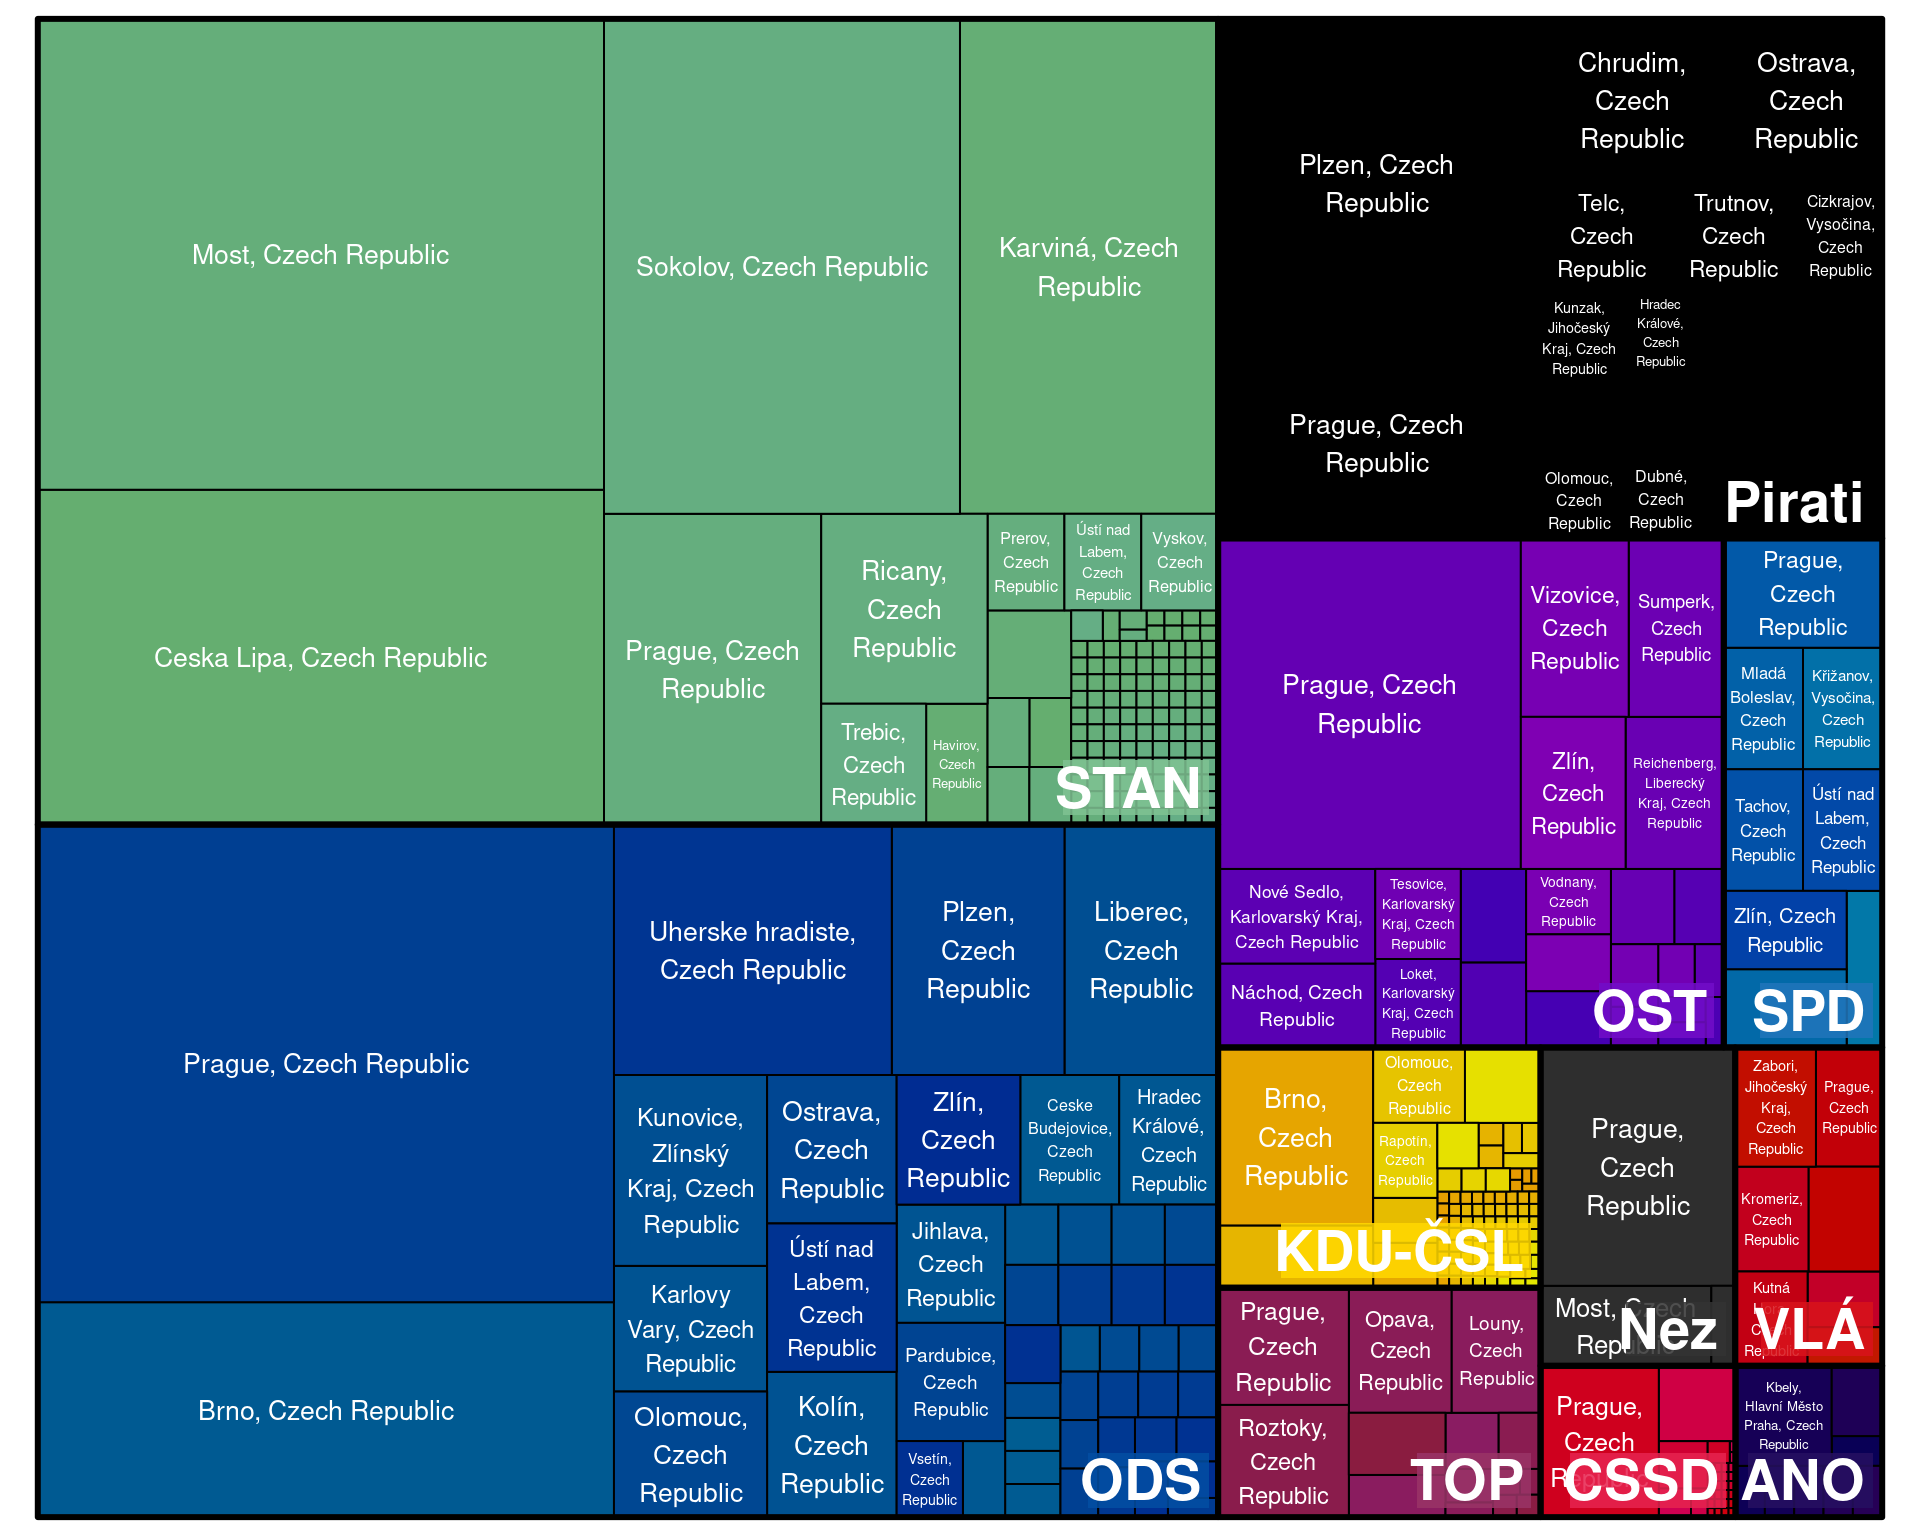 Most, Czech Republic
Ceska Lipa, Czech Republic
Sokolov, Czech Republic
Karviná, Czech
Republic
Prague, Czech
Republic
Ricany,
Czech
Republic
Trebic,
Czech
Republic
Havirov,
Czech
Republic
Prerov,
Czech
Republic
Ústí nad
Labem,
Czech
Republic
Vyskov,
Czech
Republic
STAN
Prague, Czech Republic
Brno, Czech Republic
Uherske hradiste,
Czech Republic
Plzen,
Czech
Republic
Liberec,
Czech
Republic
Kunovice,
Zlínský
Kraj, Czech
Republic
Karlovy
Vary, Czech
Republic
Olomouc,
Czech
Republic
Ostrava,
Czech
Republic
Ústí nad
Labem,
Czech
Republic
Kolín,
Czech
Republic
Zlín,
Czech
Republic
Ceske
Budejovice,
Czech
Republic
Hradec
Králové,
Czech
Republic
Jihlava,
Czech
Republic
Pardubice,
Czech
Republic
Vsetín,
Czech
Republic
ODS
Plzen, Czech
Republic
Prague, Czech
Republic
Chrudim,
Czech
Republic
Ostrava,
Czech
Republic
Telc,
Czech
Republic
Trutnov,
Czech
Republic
Cizkrajov,
Vysočina,
Czech
Republic
Kunzak,
Jihočeský
Kraj, Czech
Republic
Hradec
Králové,
Czech
Republic
Olomouc,
Czech
Republic
Dubné,
Czech
Republic
Pirati
Prague, Czech
Republic
Vizovice,
Czech
Republic
Sumperk,
Czech
Republic
Zlín,
Czech
Republic
Reichenberg,
Liberecký
Kraj, Czech
Republic
Nové Sedlo,
Karlovarský Kraj,
Czech Republic
Náchod, Czech
Republic
Tesovice,
Karlovarský
Kraj, Czech
Republic
Loket,
Karlovarský
Kraj, Czech
Republic
Vodnany,
Czech
Republic
OST
Prague,
Czech
Republic
Mladá
Boleslav,
Czech
Republic
Křižanov,
Vysočina,
Czech
Republic
Tachov,
Czech
Republic
Ústí nad
Labem,
Czech
Republic
Zlín, Czech
Republic
SPD
Brno,
Czech
Republic
Olomouc,
Czech
Republic
Rapotín,
Czech
Republic
KDU-ČSL
Prague,
Czech
Republic
Most, Czech
Republic
Nez
Zabori,
Jihočeský
Kraj,
Czech
Republic
Prague,
Czech
Republic
Kromeriz,
Czech
Republic
Kutná
Hora,
Czech
Republic
VLÁ
Prague,
Czech
Republic
Roztoky,
Czech
Republic
Opava,
Czech
Republic
Louny,
Czech
Republic
TOP
Prague,
Czech
Republic
CSSD
Kbely,
Hlavní Město
Praha, Czech
Republic
ANO